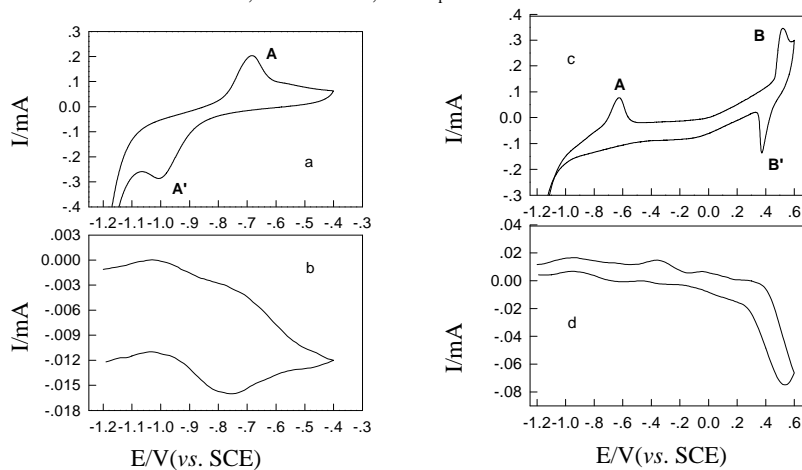 .3
.2
.1
0.0
-.1
-.2
-.3
-.4
I/mA
A
A'
a
-1.2 -1.1 -1.0 -.9 -.8 -.7 -.6 -.5 -.4 -.3
.003
0.000
-.003
-.006
-.009
-.012
-.015
-.018
I/mA
b
-1.2 -1.1 -1.0 -.9 -.8 -.7 -.6 -.5 -.4 -.3
E/V(vs. SCE)
.4
.3
.2
.1
0.0
-.1
-.2
-.3
I/mA
c
A
B
B'
-1.2 -1.0 -.8 -.6 -.4 -.2 0.0 .2 .4 .6
.04
.02
0.00
-.02
-.04
-.06
-.08
I/mA
d
-1.2 -1.0 -.8 -.6 -.4 -.2 0.0 .2 .4 .6
E/V(vs. SCE)